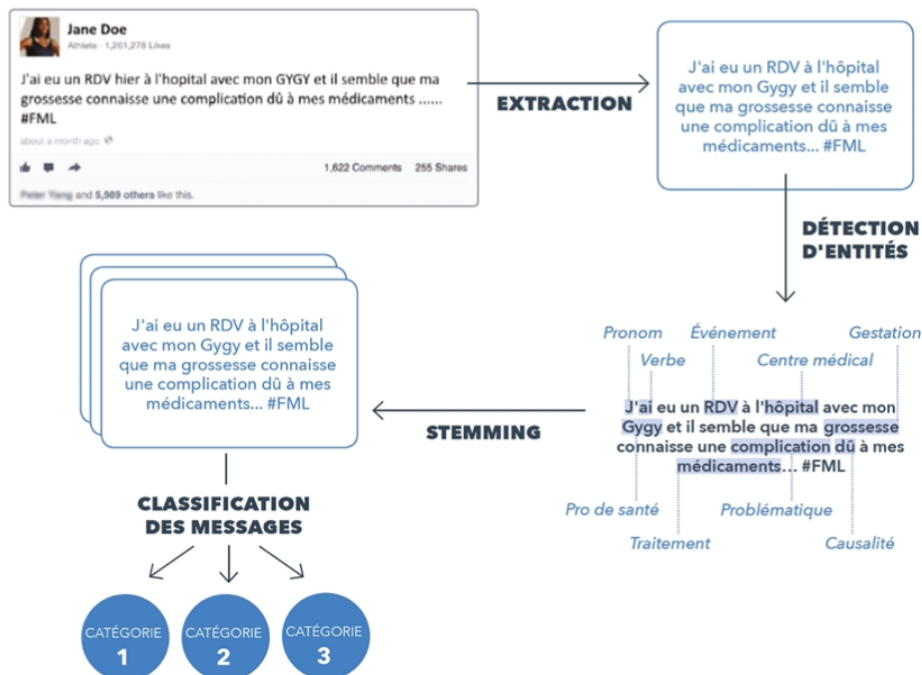 Jane Doe
Athlete · 1,261,278 Likes
J'ai eu un RDV hier à l'hopital avec mon GYGY et il semble que ma
grossesse connaisse une complication dû à mes médicaments ......
#FML
about a month ago
1,622 Comments 255 Shares
and 5,989 others like this.
EXTRACTION
J'ai eu un RDV à l'hôpital
avec mon Gygy et il semble
que ma grossesse connaisse
une complication dû à mes
médicaments... #FML
DÉTECTION
D'ENTITÉS
Pronom Événement Gestation
Verbe Centre médical
J'ai eu un RDV à l'hôpital avec mon
Gygy et il semble que ma grossesse
connaisse une complication dû à mes
médicaments... #FML
Pro de santé Problématique
Traitement Causalité
STEMMING
J'ai eu un RDV à l'hôpital
avec mon Gygy et il semble
que ma grossesse connaisse
une complication dû à mes
médicaments... #FML
CLASSIFICATION
DES MESSAGES
CATÉGORIE
1
CATÉGORIE
2
CATÉGORIE
3